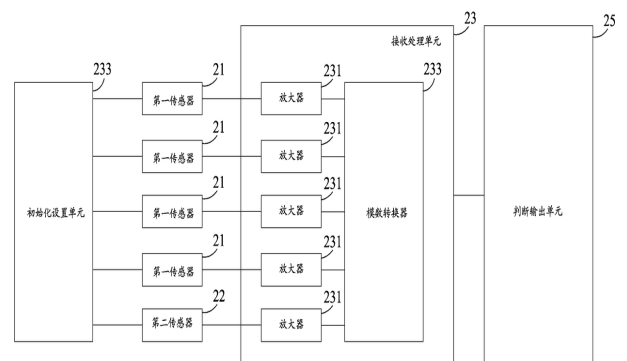 23
25
接收处理单元
233
21
231
233
第一传感器
放大器
21
231
第一传感器
放大器
21
231
初始化设置单元
第一传感器
放大器
模数转换器
判断输出单元
21
231
第一传感器
放大器
22
231
第二传感器
放大器